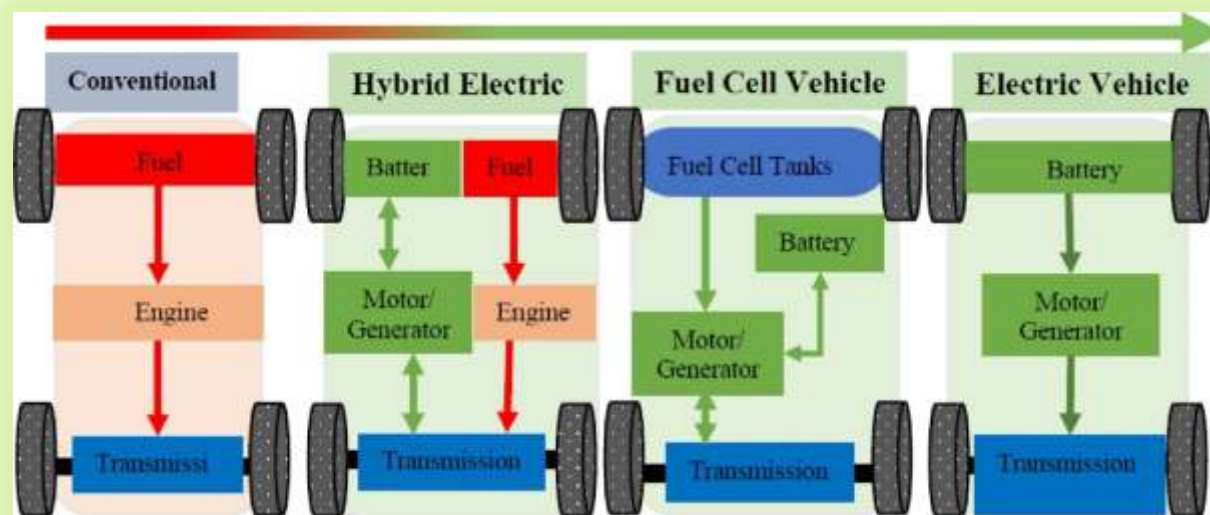 Conventional
Hybrid Electric
Fuel Cell Vehicle
Electric Vehicle
Fuel
Engine
Transmissi
Batter
Fuel
Motor/
Generator
Engine
Transmission
Fuel Cell Tanks
Battery
Motor/
Generator
Transmission
Battery
Motor/
Generator
Transmission